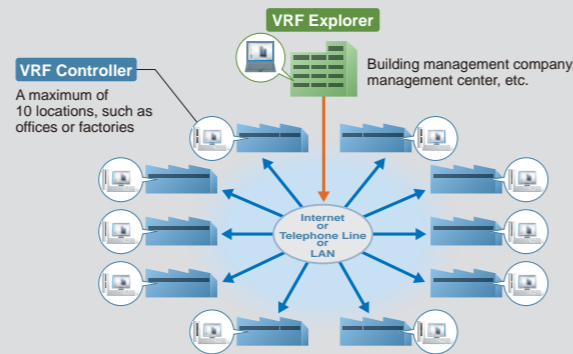 VRF Explorer
Building management company,
management center, etc.
VRF Controller
A maximum of
10 locations, such as
offices or factories
Internet
or
Telephone Line
or
LAN